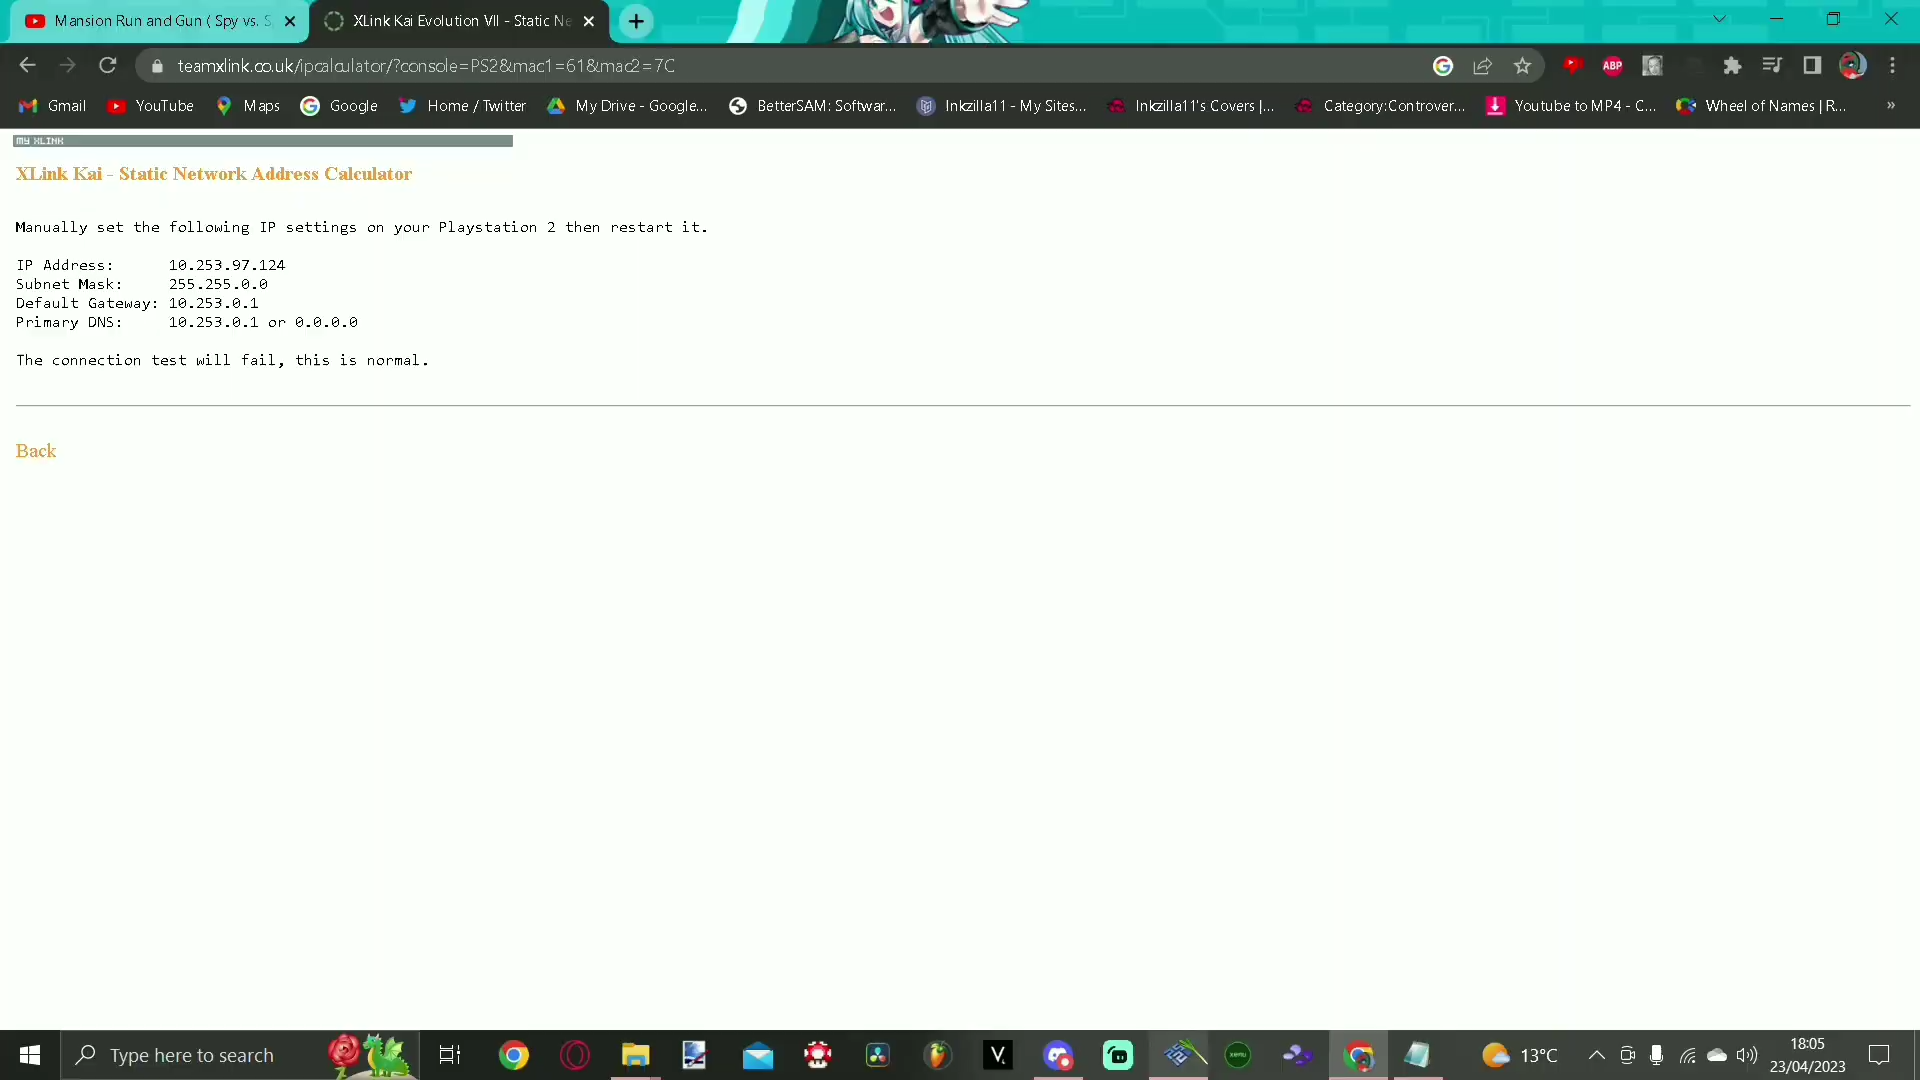 Mansion Run and Gun ( Spy vs. S
XLink Kai Evolution VII - Static Ne
teamxlink.co.uk/ipcalculator/?console=PS2&mac1=61&mac2=7C
ABP
Gmail
YouTube
Maps
Google
Home / Twitter
My Drive - Google...
BetterSAM: Softwar...
Inkzilla11 - My Sites...
Inkzilla11's Covers |...
Category:Controver...
Youtube to MP4 - C...
Wheel of Names | R...
»
MY XLINK
XLink Kai - Static Network Address Calculator
Manually set the following IP settings on your Playstation 2 then restart it.
IP Address: 10.253.97.124
Subnet Mask: 255.255.0.0
Default Gateway: 10.253.0.1
Primary DNS: 10.253.0.1 or 0.0.0.0
The connection test will fail, this is normal.
Back
Type here to search
V.
xemu
13°C
18:05
23/04/2023